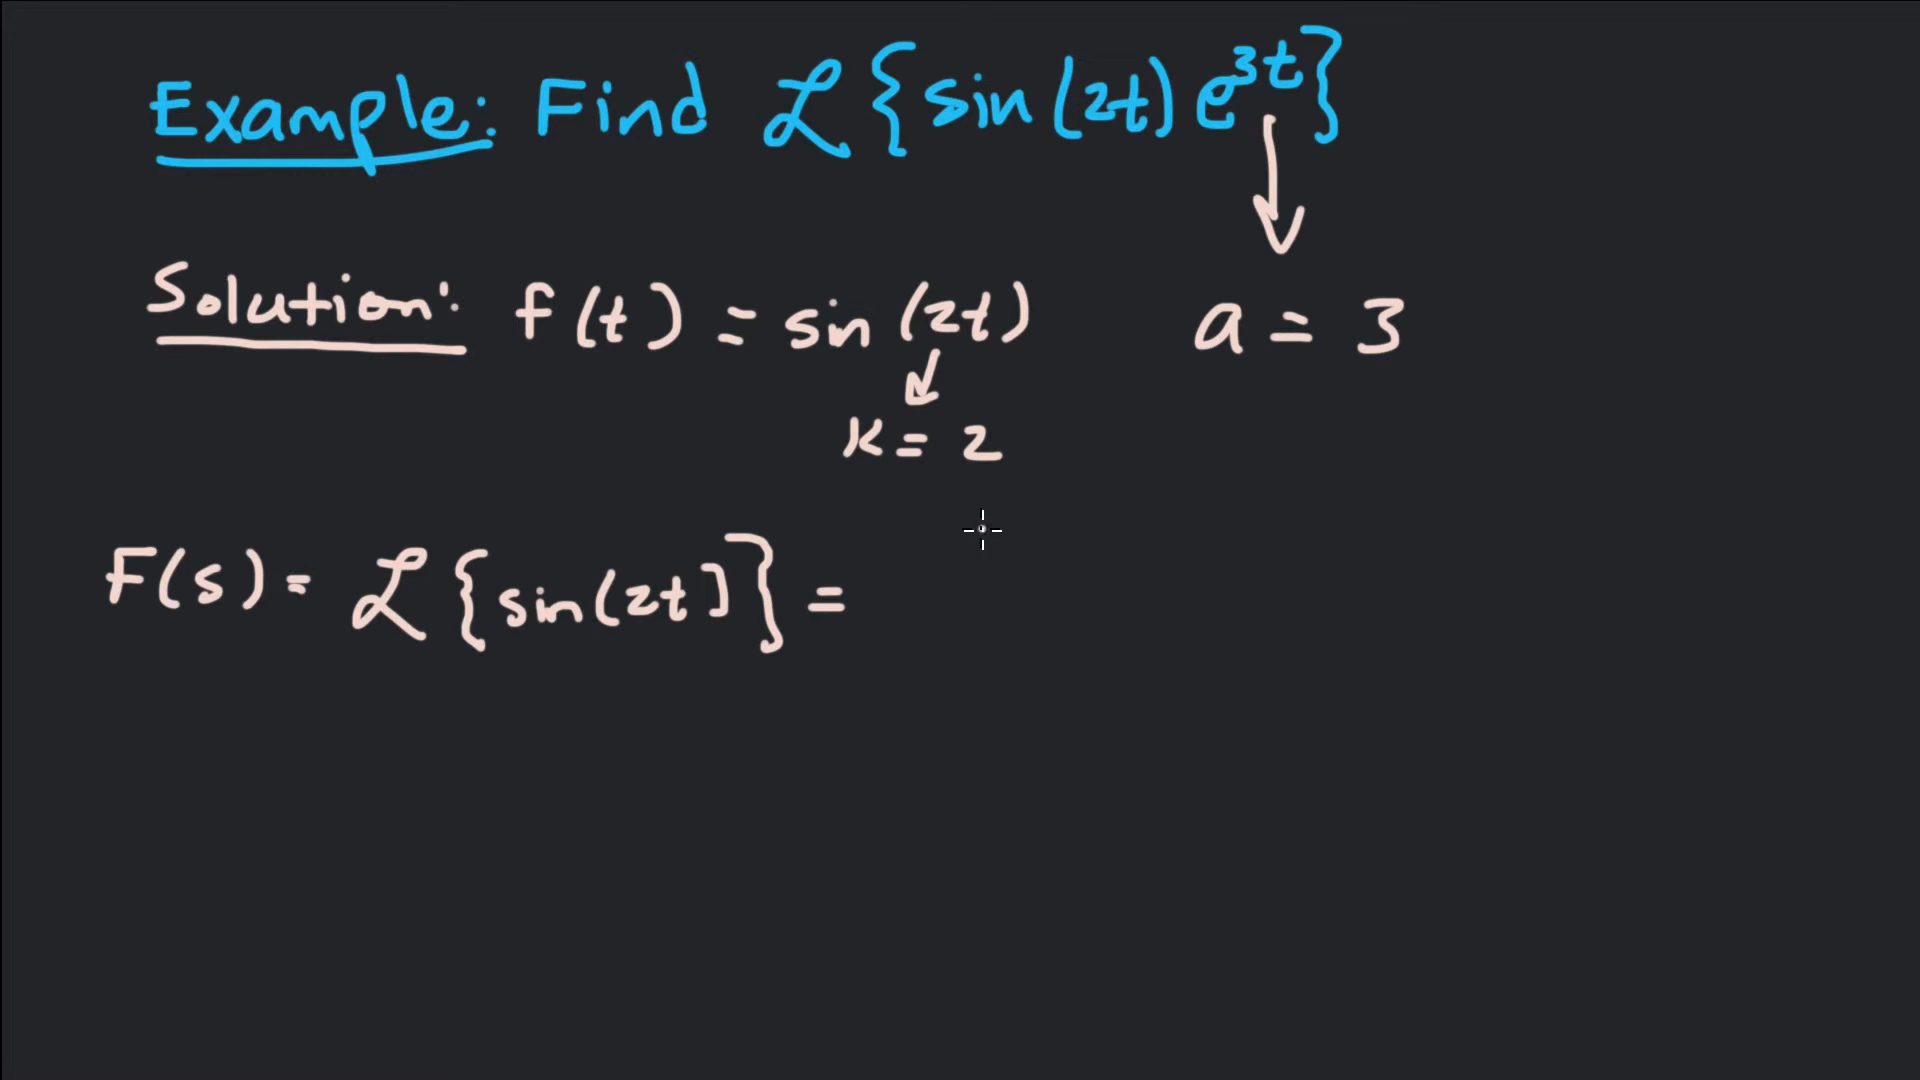 Example: Find ℒ{sin(2t)e^{3t}}
Solution: f(t) = sin(2t) a = 3
K = 2
F(s) = ℒ{sin(2t)} =